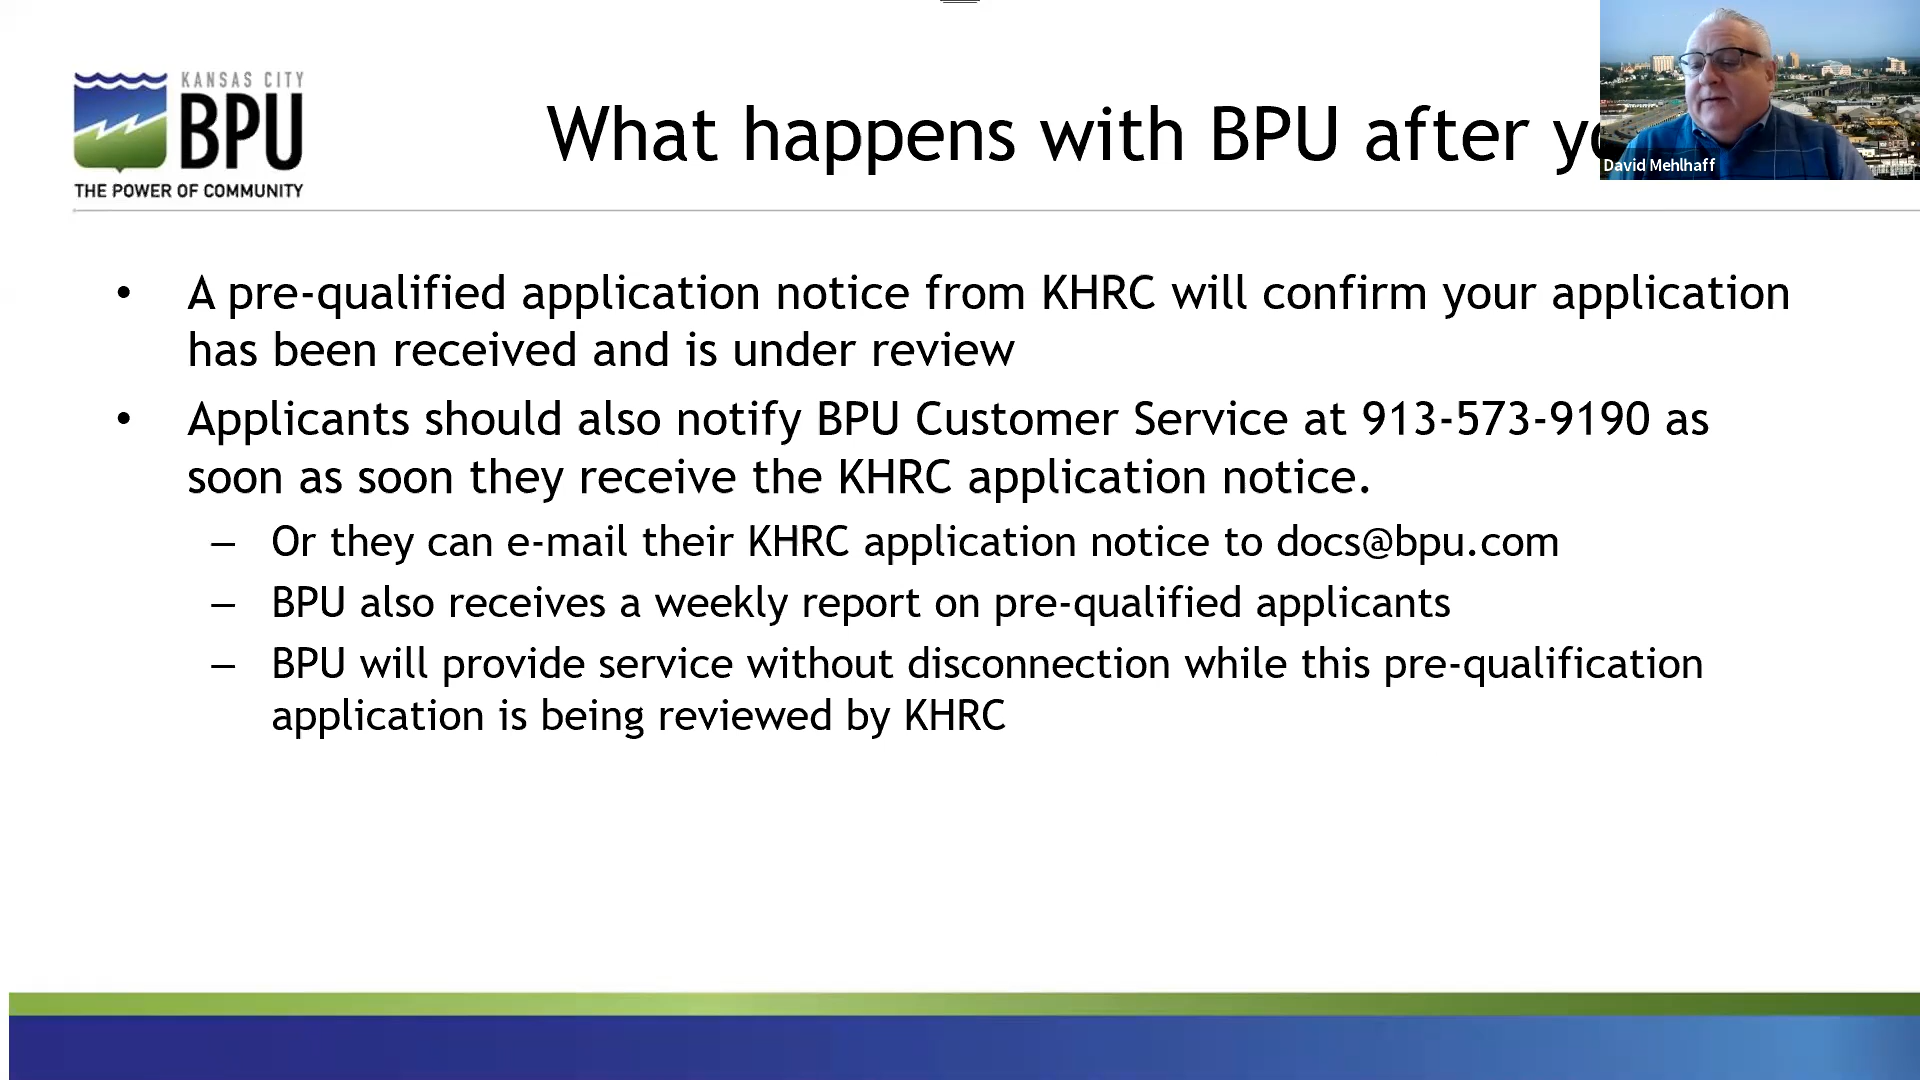 KANSAS CITY
BPU
THE POWER OF COMMUNITY
What happens with BPU after
David Mehlhaff
• A pre-qualified application notice from KHRC will confirm your application
has been received and is under review
• Applicants should also notify BPU Customer Service at 913-573-9190 as
soon as soon they receive the KHRC application notice.
– Or they can e-mail their KHRC application notice to docs@bpu.com
– BPU also receives a weekly report on pre-qualified applicants
– BPU will provide service without disconnection while this pre-qualification
application is being reviewed by KHRC